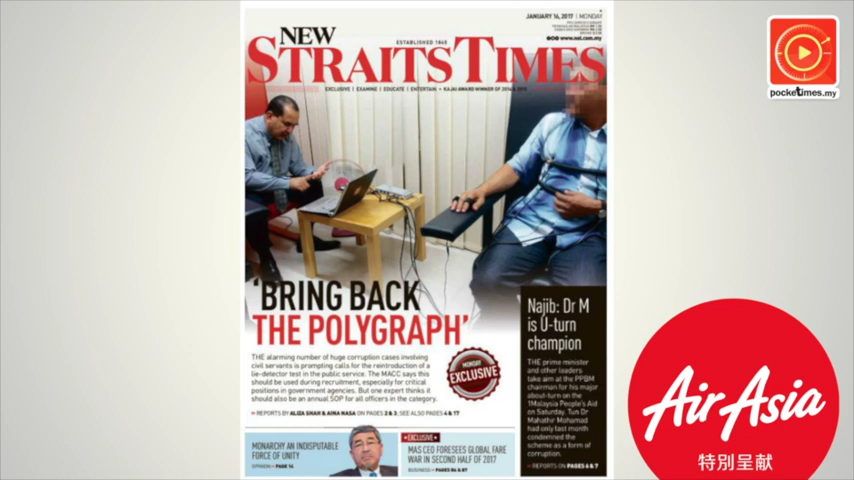 JANUARY 16, 2017 | MONDAY
www.nst.com.my
NEW
ESTABLISHED 1845
STRAITS TIMES
EXCLUSIVE | EXAMINE | EDUCATE | ENTERTAIN
pocketimes.my
'BRING BACK
THE POLYGRAPH'
THE alarming number of huge corruption cases involving
civil servants is prompting calls for the reintroduction of a
lie-detector test in the public service. The MACC says this
should be used during recruitment, especially for critical
positions in government agencies. But one expert thinks it
should also be an annual SOP for all officers in the category.
REPORTS BY ALIZA SHAH & AINA NASA ON PAGES 2 & 3; SEE ALSO PAGES 4 & 17
MONDAY
EXCLUSIVE
Najib: Dr M
is U-turn
champion
THE prime minister
and other leaders
take aim at the PPBM
chairman for his major
about-turn on the
1Malaysia People's Aid
on Saturday. Tun Dr
Mahathir Mohamad
had only last month
condemned the
scheme as a form of
corruption.
REPORTS ON PAGES 6 & 7
MONARCHY AN INDISPUTABLE
FORCE OF UNITY
OPINION PAGE 16
EXCLUSIVE
MAS CEO FORESEES GLOBAL FARE
WAR IN SECOND HALF OF 2017
BUSINESS PAGES B6 & B7
AirAsia
特別呈献